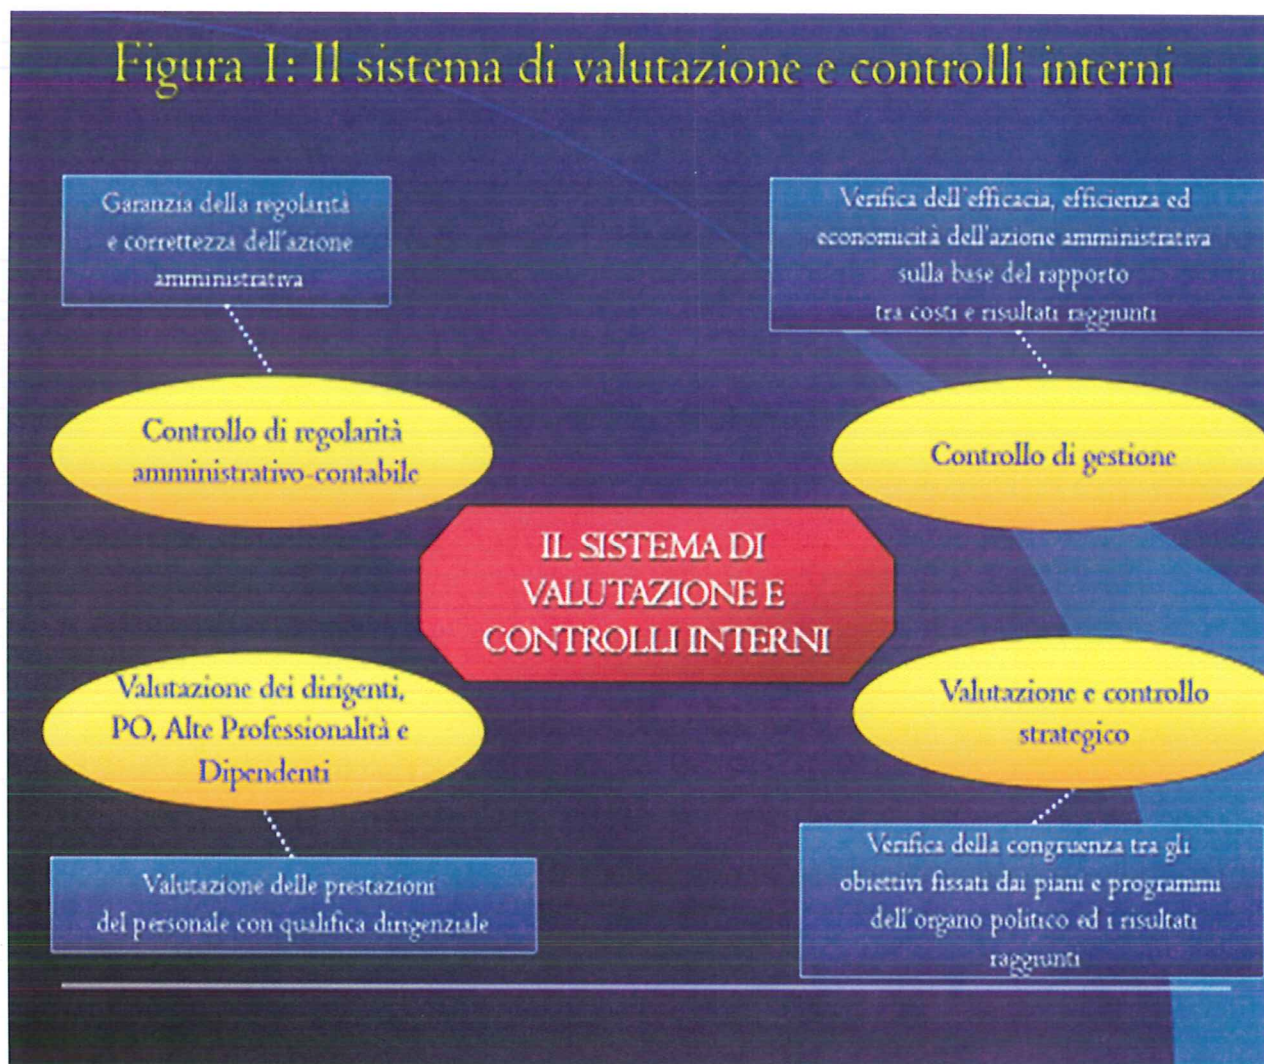 Figura 1: Il sistema di valutazione e controlli interni
Garanzia della regolarità
e correttezza dell'azione
amministrativa
Verifica dell'efficacia, efficienza ed
economicità dell'azione amministrativa
sulla base del rapporto
tra costi e risultati raggiunti
Controllo di regolarità
amministrativo-contabile
Controllo di gestione
IL SISTEMA DI
VALUTAZIONE E
CONTROLLI INTERNI
Valutazione dei dirigenti,
PO, Alte Professionalità e
Dipendenti
Valutazione e controllo
strategico
Valutazione delle prestazioni
del personale con qualifica dirigenziale
Verifica della congruenza tra gli
obiettivi fissati dai piani e programmi
dell'organo politico ed i risultati
raggiunti